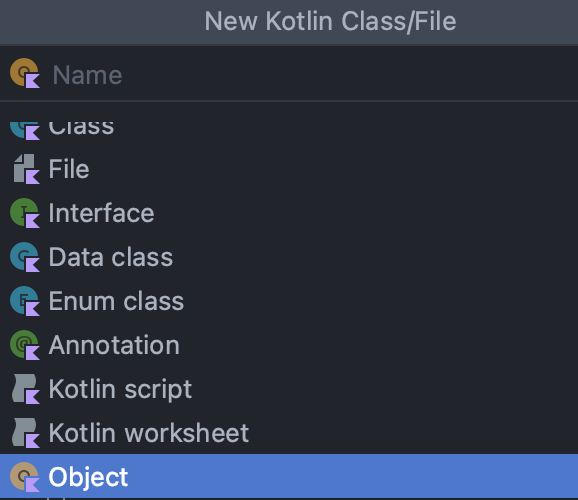 New Kotlin Class/File
Name
Class
File
Interface
Data class
Enum class
Annotation
Kotlin script
Kotlin worksheet
Object